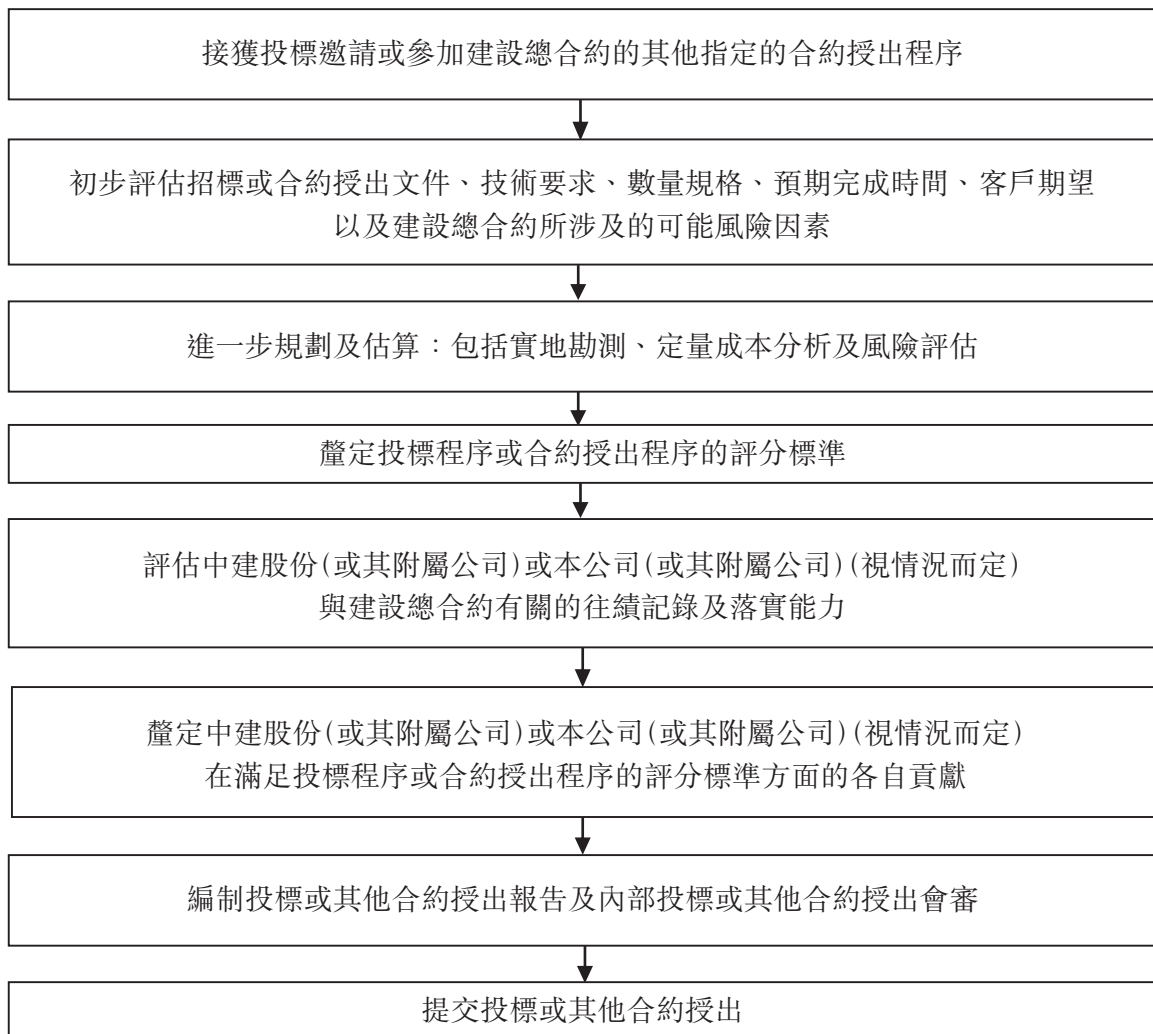 接獲投標邀請或參加建設總合約的其他指定的合約授出程序
初步評估招標或合約授出文件、技術要求、數量規格、預期完成時間、客戶期望
以及建設總合約所涉及的可能風險因素
進一步規劃及估算：包括實地勘測、定量成本分析及風險評估
釐定投標程序或合約授出程序的評分標準
評估中建股份(或其附屬公司)或本公司(或其附屬公司)(視情況而定)
與建設總合約有關的往績記錄及落實能力
釐定中建股份(或其附屬公司)或本公司(或其附屬公司)(視情況而定)
在滿足投標程序或合約授出程序的評分標準方面的各自貢獻
編制投標或其他合約授出報告及內部投標或其他合約授出會審
提交投標或其他合約授出